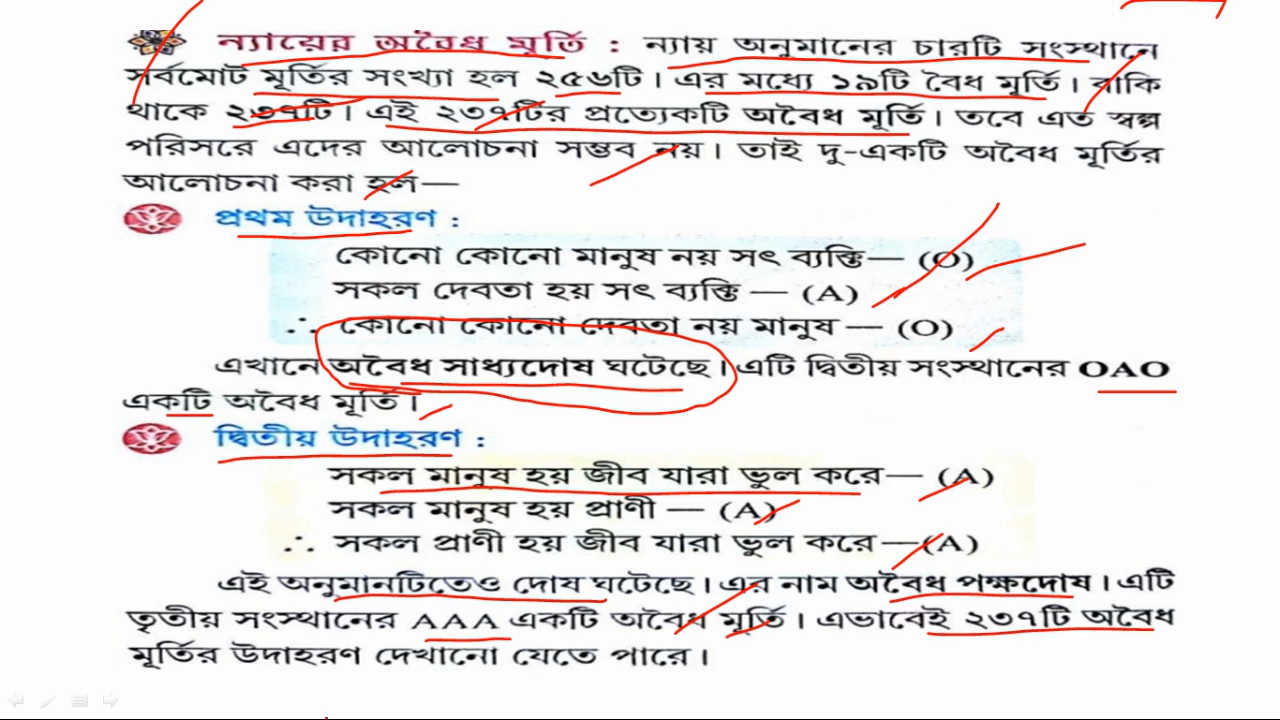 ন্যায়ের অবৈধ মূর্তি : ন্যায় অনুমানের চারটি সংস্থানে
সর্বমোট মূর্তির সংখ্যা হল ২৫৬টি। এর মধ্যে ১৯টি বৈধ মূর্তি। বাকি
থাকে ২৩৭টি। এই ২৩৭টির প্রত্যেকটি অবৈধ মূর্তি। তবে এত স্বল্প
পরিসরে এদের আলোচনা সম্ভব নয়। তাই দু-একটি অবৈধ মূর্তির
আলোচনা করা হল—
প্রথম উদাহরণ :
কোনো কোনো মানুষ নয় সৎ ব্যক্তি— (O)
সকল দেবতা হয় সৎ ব্যক্তি — (A)
∴ কোনো কোনো দেবতা নয় মানুষ — (O)
এখানে অবৈধ সাধ্যদোষ ঘটেছে। এটি দ্বিতীয় সংস্থানের OAO
একটি অবৈধ মূর্তি।
দ্বিতীয় উদাহরণ :
সকল মানুষ হয় জীব যারা ভুল করে— (A)
সকল মানুষ হয় প্রাণী — (A)
∴ সকল প্রাণী হয় জীব যারা ভুল করে—(A)
এই অনুমানটিতেও দোষ ঘটেছে। এর নাম অবৈধ পক্ষদোষ। এটি
তৃতীয় সংস্থানের AAA একটি অবৈধ মূর্তি। এভাবেই ২৩৭টি অবৈধ
মূর্তির উদাহরণ দেখানো যেতে পারে।